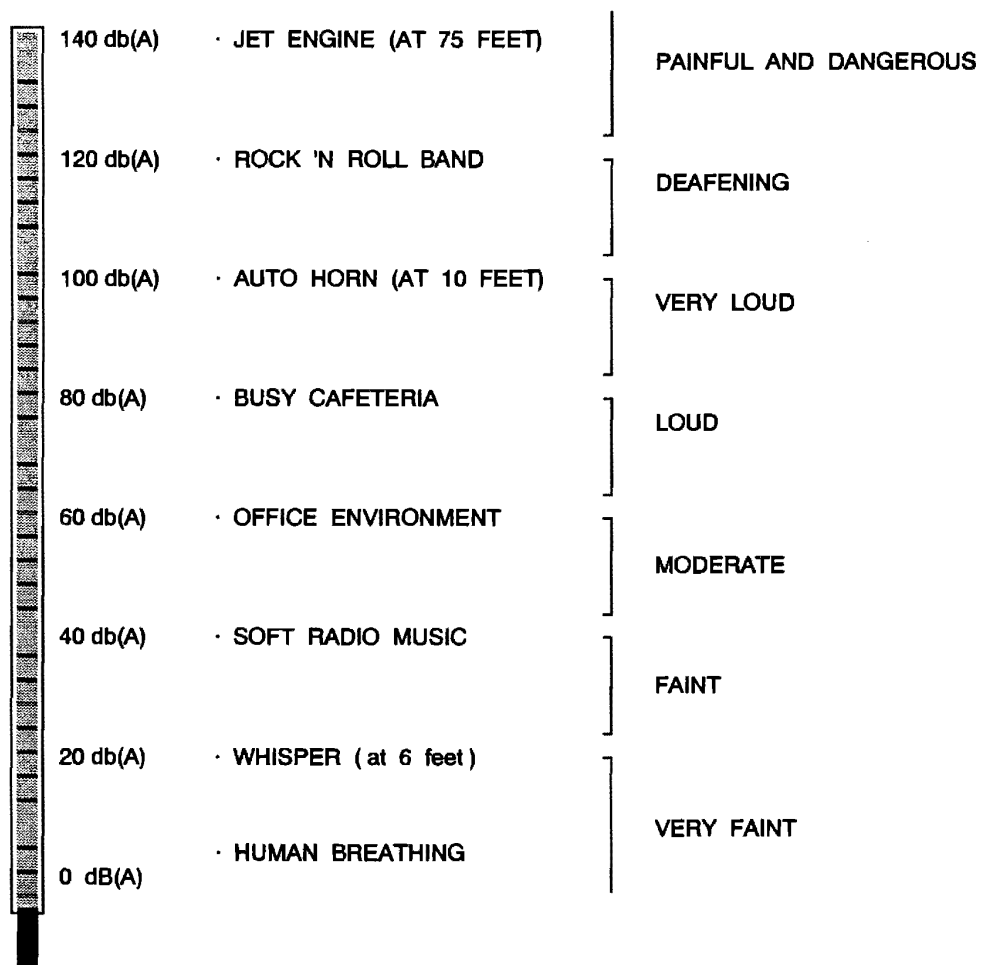 140 db(A) · JET ENGINE (AT 75 FEET)
PAINFUL AND DANGEROUS
120 db(A) · ROCK 'N ROLL BAND
DEAFENING
100 db(A) · AUTO HORN (AT 10 FEET)
VERY LOUD
80 db(A) · BUSY CAFETERIA
LOUD
60 db(A) · OFFICE ENVIRONMENT
MODERATE
40 db(A) · SOFT RADIO MUSIC
FAINT
20 db(A) · WHISPER (at 6 feet)
VERY FAINT
· HUMAN BREATHING
0 dB(A)